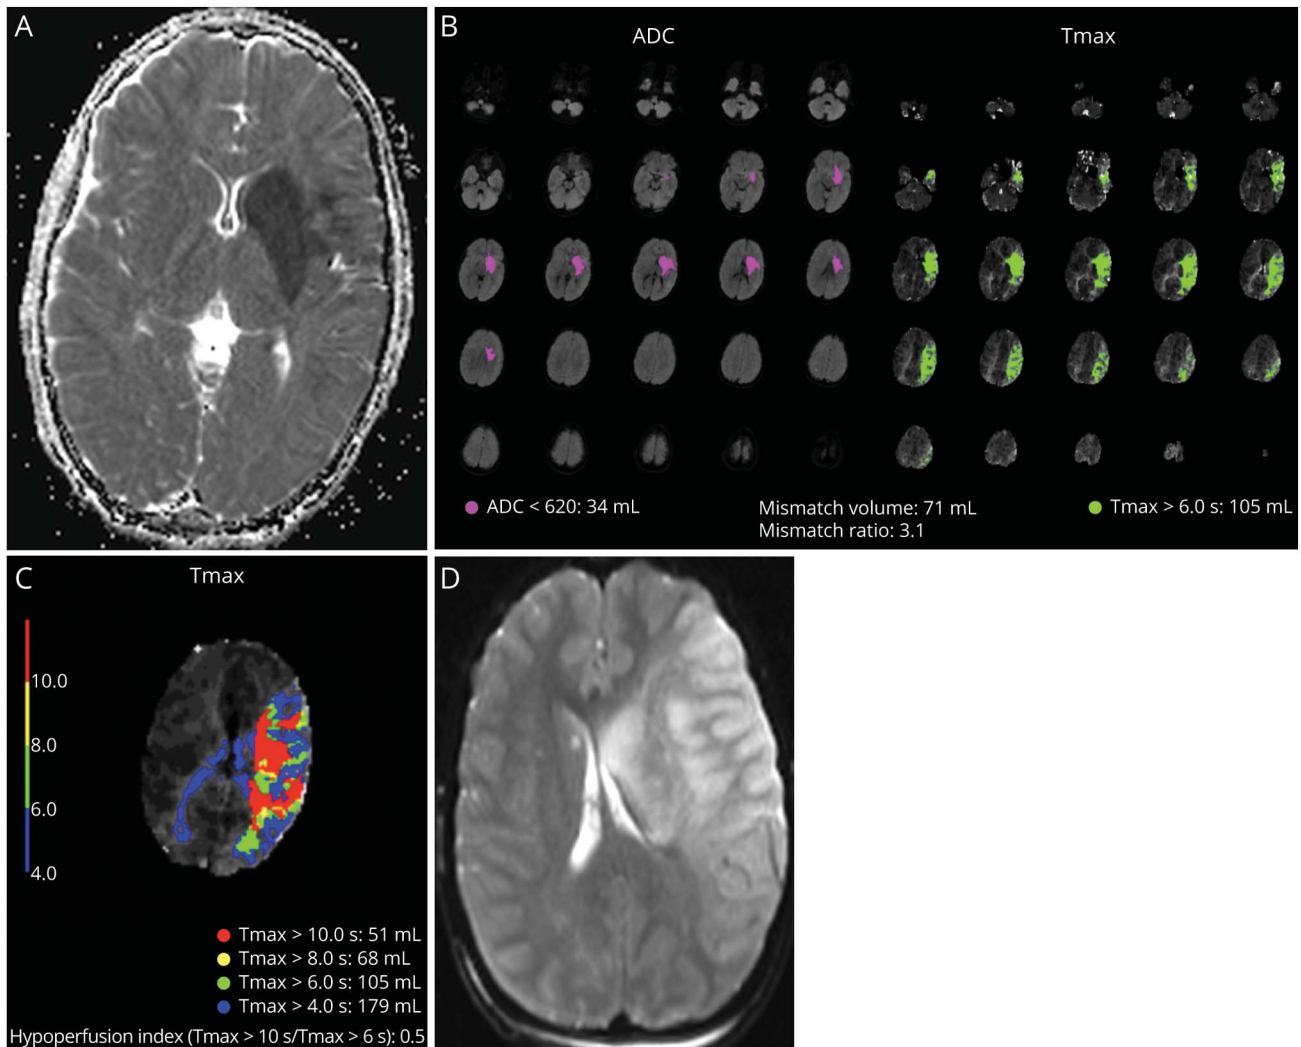 A
B
ADC
Tmax
ADC < 620: 34 mL
Mismatch volume: 71 mL
Mismatch ratio: 3.1
Tmax > 6.0 s: 105 mL
C
Tmax
10.0
8.0
6.0
4.0
Tmax > 10.0 s: 51 mL
Tmax > 8.0 s: 68 mL
Tmax > 6.0 s: 105 mL
Tmax > 4.0 s: 179 mL
Hypoperfusion index (Tmax > 10 s/Tmax > 6 s): 0.5
D